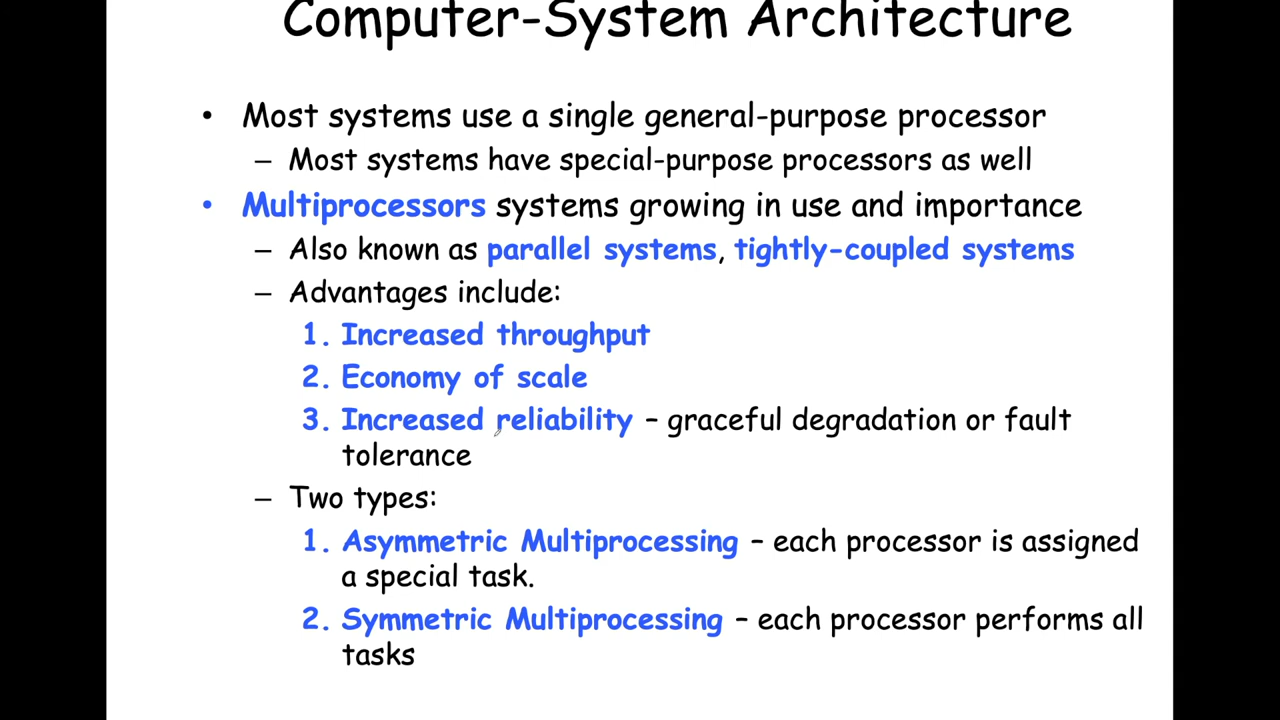 Computer-System Architecture
• Most systems use a single general-purpose processor
– Most systems have special-purpose processors as well
• Multiprocessors systems growing in use and importance
– Also known as parallel systems, tightly-coupled systems
– Advantages include:
1. Increased throughput
2. Economy of scale
3. Increased reliability – graceful degradation or fault
tolerance
– Two types:
1. Asymmetric Multiprocessing – each processor is assigned
a special task.
2. Symmetric Multiprocessing – each processor performs all
tasks